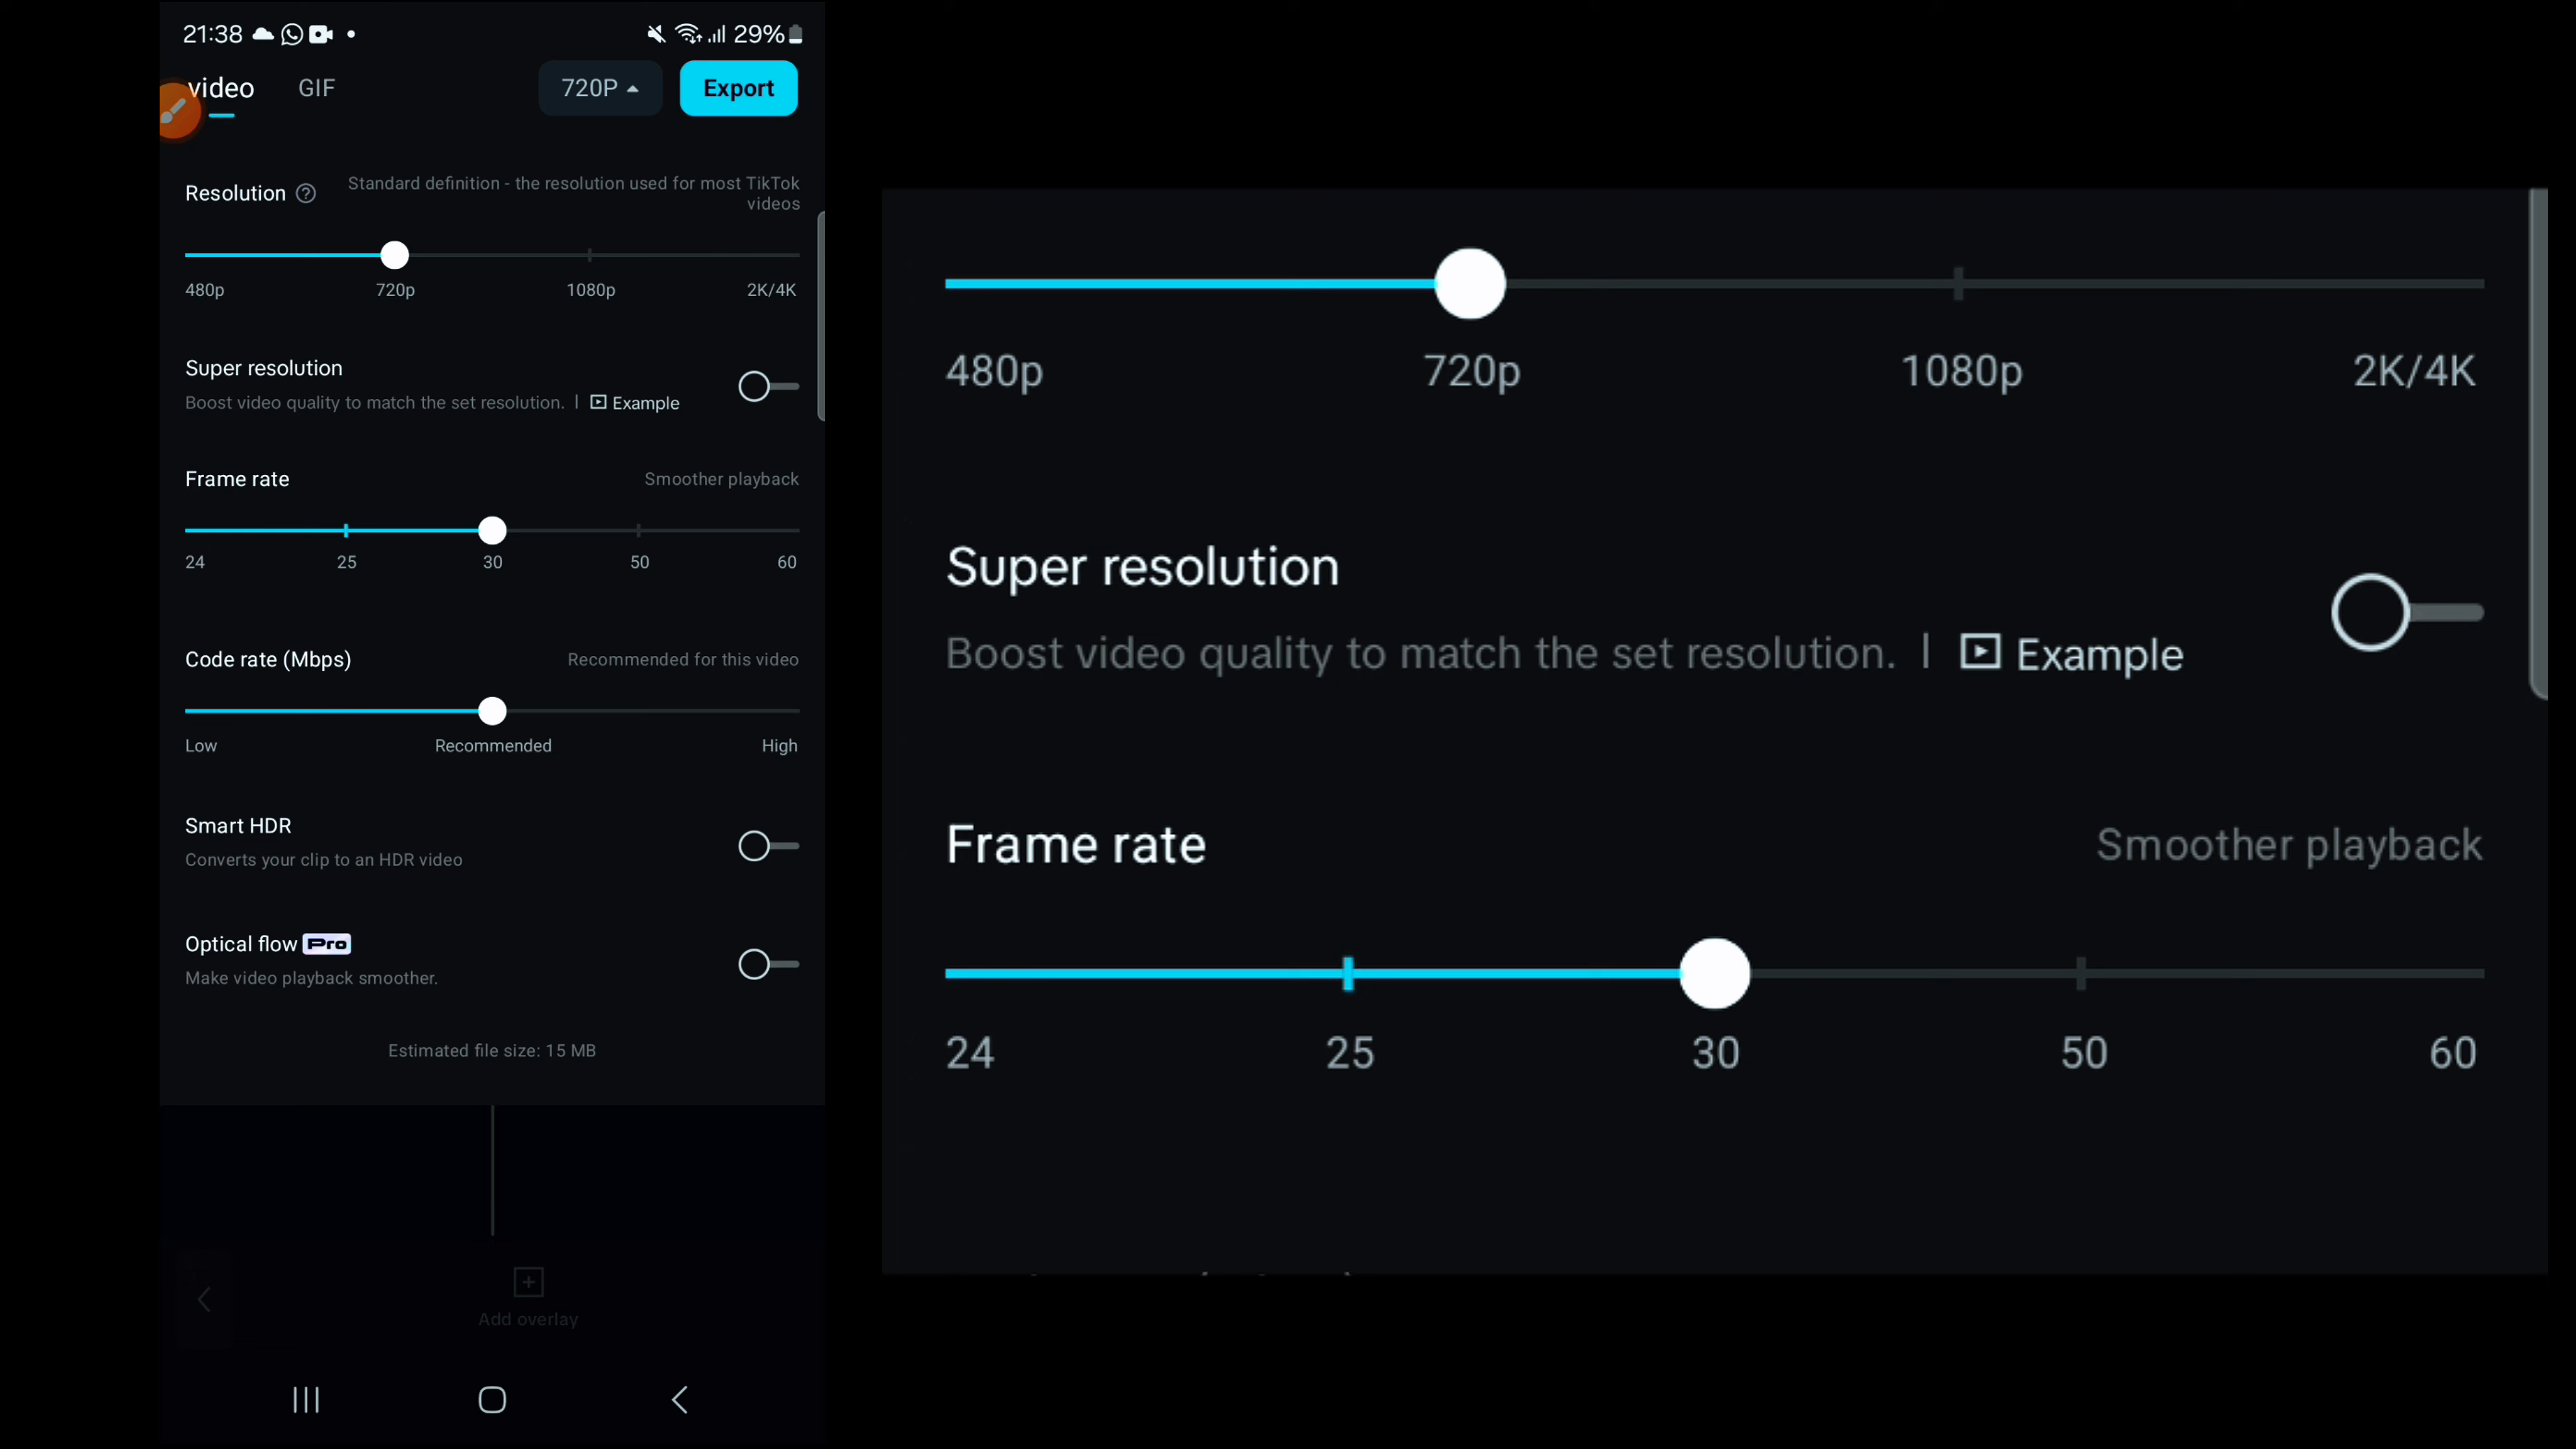 21:38 29%
video GIF 720P Export
Resolution ? Standard definition - the resolution used for most TikTok
videos
480p 720p 1080p 2K/4K
Super resolution
Boost video quality to match the set resolution. | Example
Frame rate Smoother playback
24 25 30 50 60
Code rate (Mbps) Recommended for this video
Low Recommended High
Smart HDR
Converts your clip to an HDR video
Optical flow Pro
Make video playback smoother.
Estimated file size: 15 MB
Add overlay
480p 720p 1080p 2K/4K
Super resolution
Boost video quality to match the set resolution. | Example
Frame rate Smoother playback
24 25 30 50 60